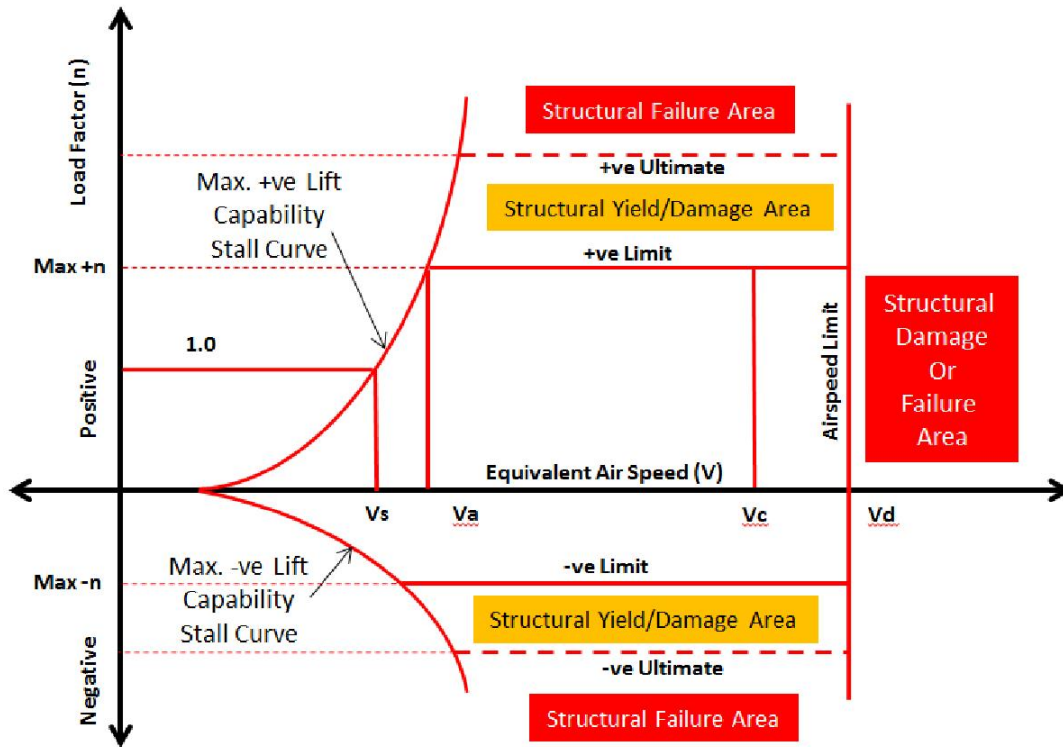 Load Factor (n)
Structural Failure Area
+ve Ultimate
Max. +ve Lift
Capability
Stall Curve
Structural Yield/Damage Area
Max +n
+ve Limit
1.0
Positive
Airspeed Limit
Structural
Damage
Or
Failure
Area
Equivalent Air Speed (V)
Vs
Va
Vc
Vd
Max. -ve Lift
Capability
Stall Curve
Max -n
-ve Limit
Structural Yield/Damage Area
Negative
-ve Ultimate
Structural Failure Area